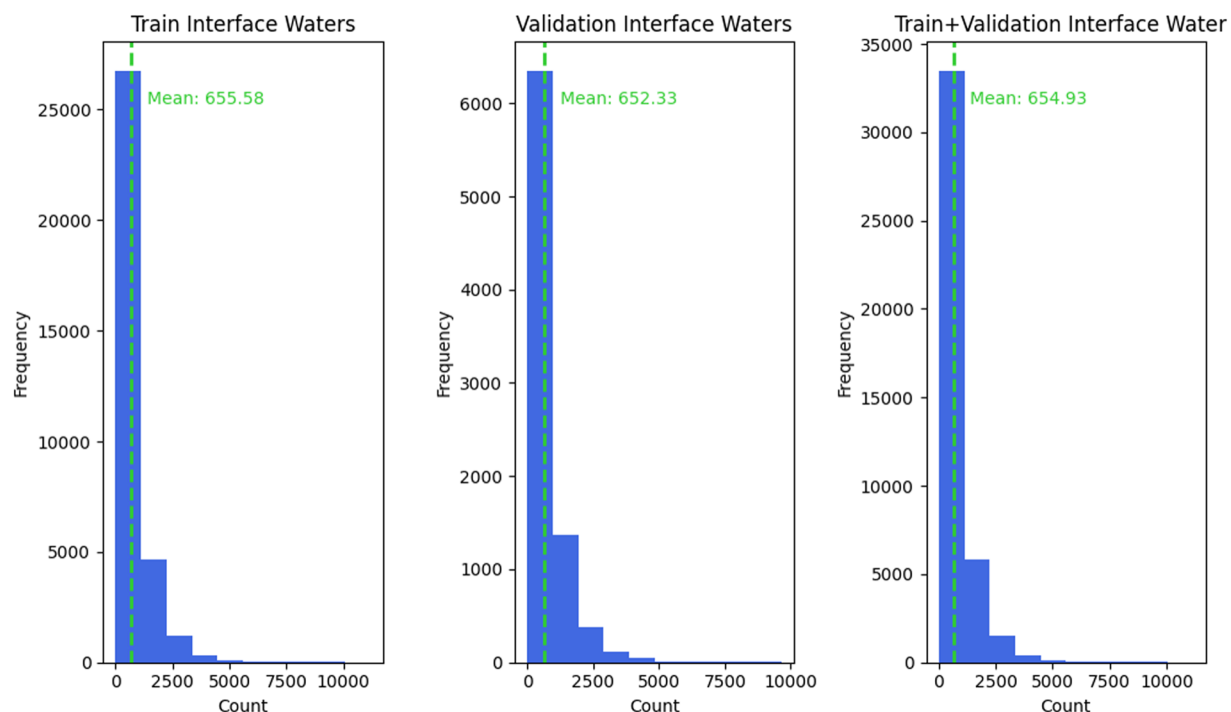 Train Interface Waters
Mean: 655.58
Frequency
25000
20000
15000
10000
5000
0
0 2500 5000 7500 10000
Count
Validation Interface Waters
Mean: 652.33
Frequency
6000
5000
4000
3000
2000
1000
0
0 2500 5000 7500 10000
Count
Train+Validation Interface Water
Mean: 654.93
Frequency
35000
30000
25000
20000
15000
10000
5000
0
0 2500 5000 7500 10000
Count